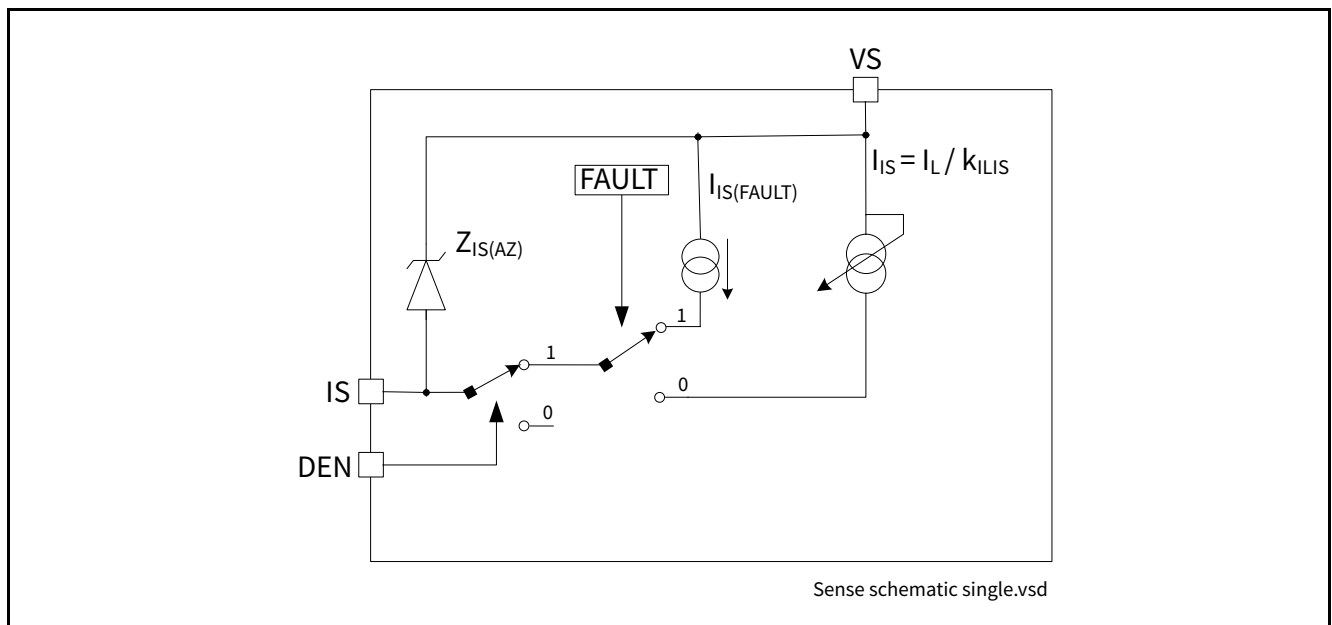 VS
I_IS = I_L / k_ILIS
FAULT
I_IS(FAULT)
Z_IS(AZ)
1
1
0
IS
0
DEN
Sense schematic single.vsd